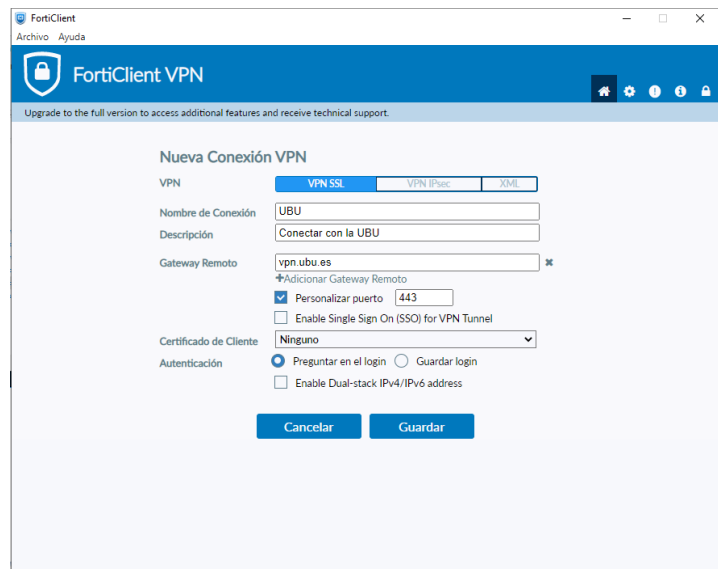 FortiClient
Archivo Ayuda
FortiClient VPN
Upgrade to the full version to access additional features and receive technical support.
Nueva Conexión VPN
VPN VPN SSL VPN IPsec XML
Nombre de Conexión UBU
Descripción Conectar con la UBU
Gateway Remoto vpn.ubu.es
+Adicionar Gateway Remoto
Personalizar puerto 443
Enable Single Sign On (SSO) for VPN Tunnel
Certificado de Cliente Ninguno
Autenticación Preguntar en el login Guardar login
Enable Dual-stack IPv4/IPv6 address
Cancelar Guardar